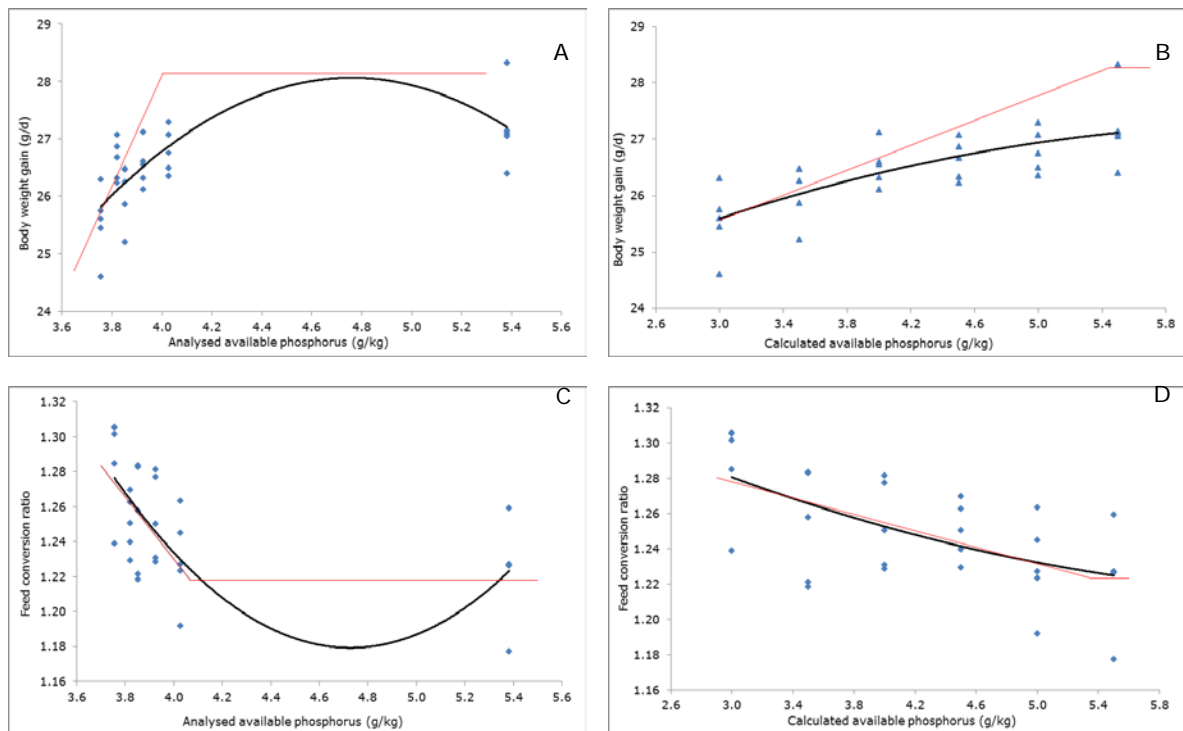 A
Body weight gain (g/d)
29
28
27
26
25
24
3.6 3.8 4.0 4.2 4.4 4.6 4.8 5.0 5.2 5.4 5.6
Analysed available phosphorus (g/kg)
B
Body weight gain (g/d)
29
28
27
26
25
24
2.6 3.0 3.4 3.8 4.2 4.6 5.0 5.4 5.8
Calculated available phosphorus (g/kg)
C
Feed conversion ratio
1.32
1.30
1.28
1.26
1.24
1.22
1.20
1.18
1.16
3.6 3.8 4.0 4.2 4.4 4.6 4.8 5.0 5.2 5.4 5.6
Analysed available phosphorus (g/kg)
D
Feed conversion ratio
1.32
1.30
1.28
1.26
1.24
1.22
1.20
1.18
1.16
2.6 3.0 3.4 3.8 4.2 4.6 5.0 5.4 5.8
Calculated available phosphorus (g/kg)